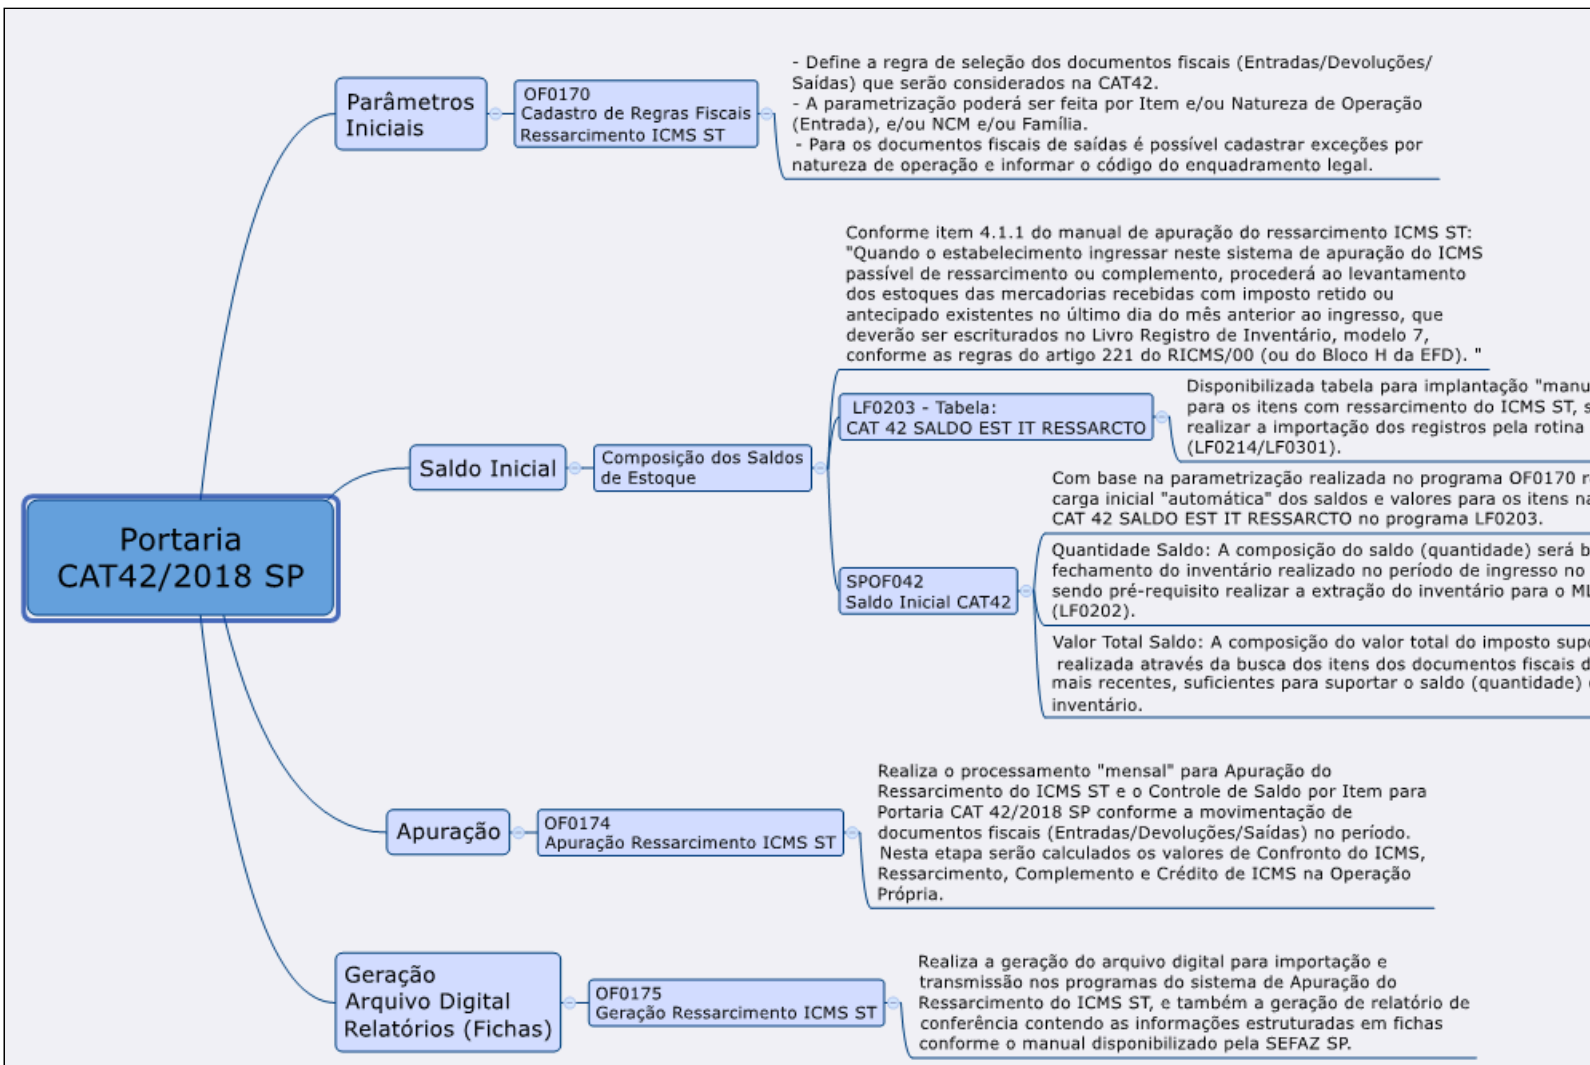 Portaria
CAT42/2018 SP
Parâmetros
Iniciais
OF0170
Cadastro de Regras Fiscais
Ressarcimento ICMS ST
- Define a regra de seleção dos documentos fiscais (Entradas/Devoluções/
Saídas) que serão considerados na CAT42.
- A parametrização poderá ser feita por Item e/ou Natureza de Operação
(Entrada), e/ou NCM e/ou Família.
- Para os documentos fiscais de saídas é possível cadastrar exceções por
natureza de operação e informar o código do enquadramento legal.
Saldo Inicial
Composição dos Saldos
de Estoque
Conforme item 4.1.1 do manual de apuração do ressarcimento ICMS ST:
"Quando o estabelecimento ingressar neste sistema de apuração do ICMS
passível de ressarcimento ou complemento, procederá ao levantamento
dos estoques das mercadorias recebidas com imposto retido ou
antecipado existentes no último dia do mês anterior ao ingresso, que
deverão ser escriturados no Livro Registro de Inventário, modelo 7,
conforme as regras do artigo 221 do RICMS/00 (ou do Bloco H da EFD). "
LF0203 - Tabela:
CAT 42 SALDO EST IT RESSARCTO
Disponibilizada tabela para implantação "manu
para os itens com ressarcimento do ICMS ST, s
realizar a importação dos registros pela rotina
(LF0214/LF0301).
SPOF042
Saldo Inicial CAT42
Com base na parametrização realizada no programa OF0170 r
carga inicial "automática" dos saldos e valores para os itens na
CAT 42 SALDO EST IT RESSARCTO no programa LF0203.
Quantidade Saldo: A composição do saldo (quantidade) será b
fechamento do inventário realizado no período de ingresso no
sendo pré-requisito realizar a extração do inventário para o ML
(LF0202).
Valor Total Saldo: A composição do valor total do imposto supo
realizada através da busca dos itens dos documentos fiscais d
mais recentes, suficientes para suportar o saldo (quantidade)
inventário.
Apuração
OF0174
Apuração Ressarcimento ICMS ST
Realiza o processamento "mensal" para Apuração do
Ressarcimento do ICMS ST e o Controle de Saldo por Item para
Portaria CAT 42/2018 SP conforme a movimentação de
documentos fiscais (Entradas/Devoluções/Saídas) no período.
Nesta etapa serão calculados os valores de Confronto do ICMS,
Ressarcimento, Complemento e Crédito de ICMS na Operação
Própria.
Geração
Arquivo Digital
Relatórios (Fichas)
OF0175
Geração Ressarcimento ICMS ST
Realiza a geração do arquivo digital para importação e
transmissão nos programas do sistema de Apuração do
Ressarcimento do ICMS ST, e também a geração de relatório de
conferência contendo as informações estruturadas em fichas
conforme o manual disponibilizado pela SEFAZ SP.